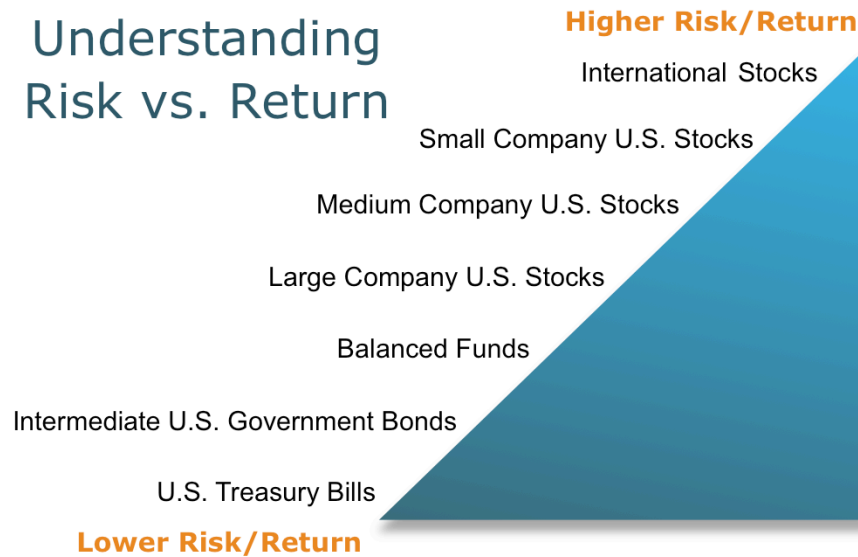 Understanding
Risk vs. Return
Higher Risk/Return
International Stocks
Small Company U.S. Stocks
Medium Company U.S. Stocks
Large Company U.S. Stocks
Balanced Funds
Intermediate U.S. Government Bonds
U.S. Treasury Bills
Lower Risk/Return